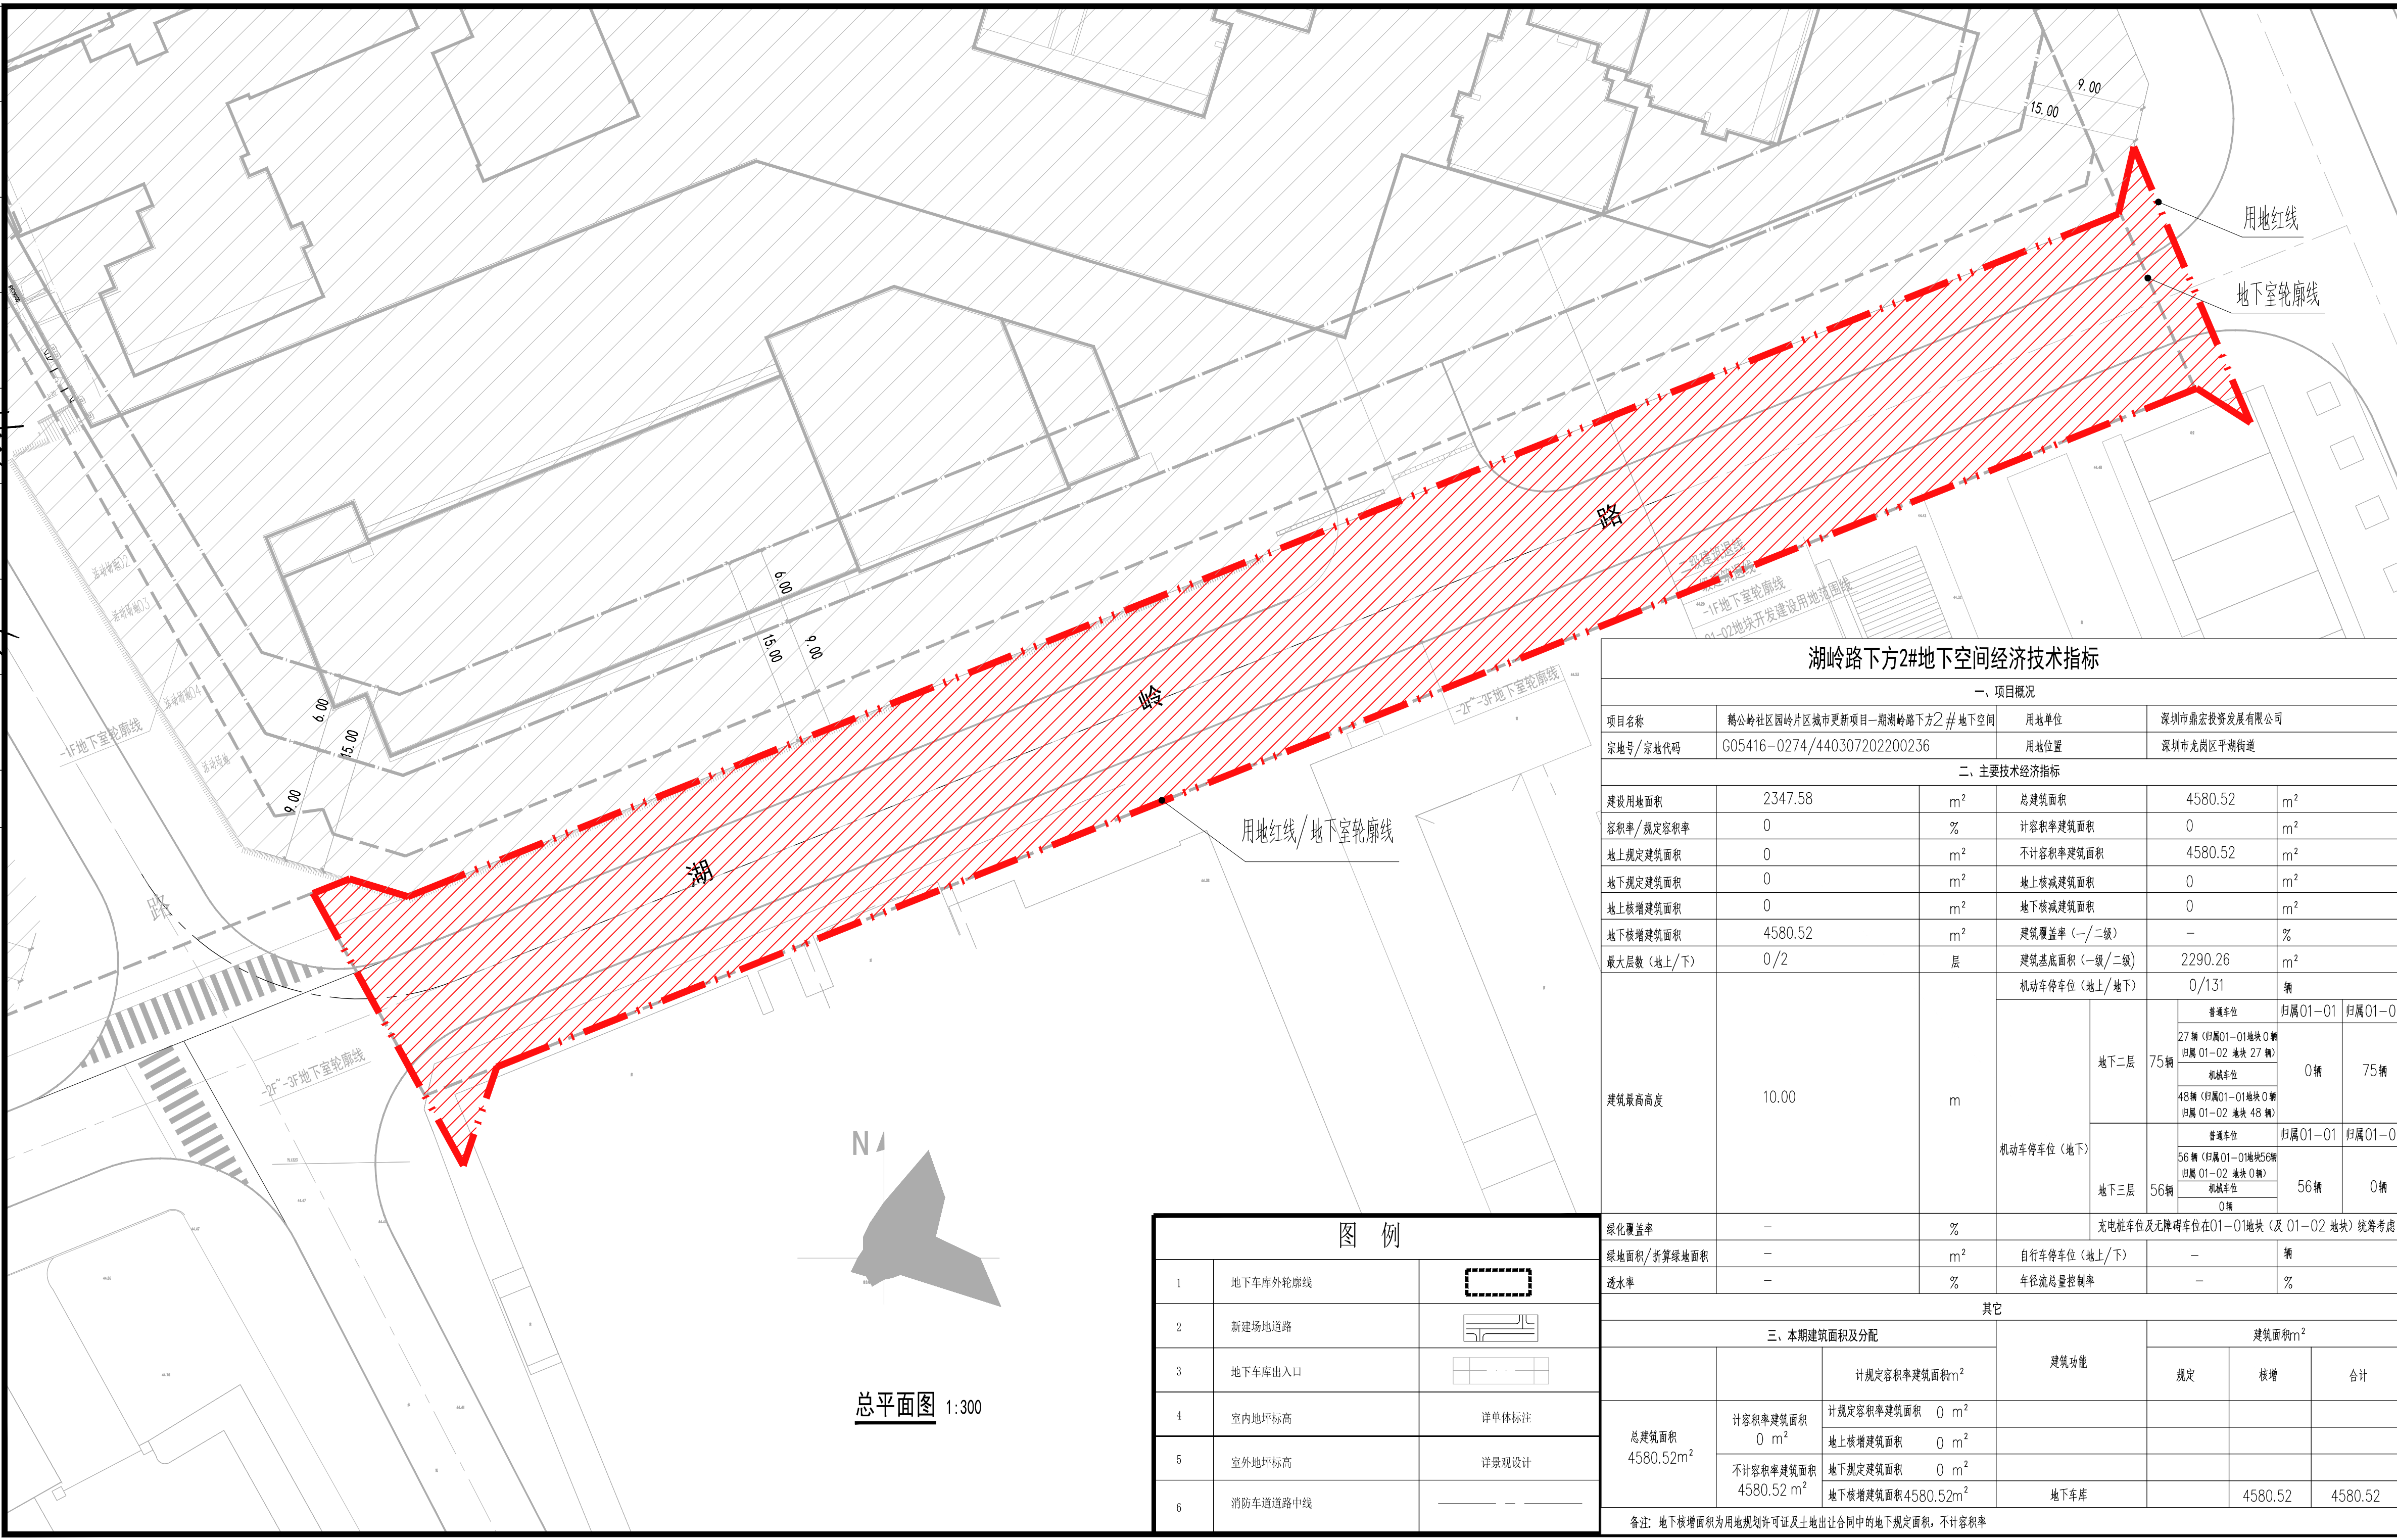 9.00
15.00
用地红线
地下室轮廓线
路
一级建筑退线
-1F地下室轮廓线
01-02地块开发建设用地范围线
-2F~-3F地下室轮廓线
6.00
15.00
9.00
岭
用地红线/地下室轮廓线
活动场地02
活动场地03
活动场地04
活动场地
-1F地下室轮廓线
6.00
15.00
9.00
湖
路
-2F~-3F地下室轮廓线
N
总平面图 1:300
图 例
1 地下车库外轮廓线
2 新建场地道路
3 地下车库出入口
4 室内地坪标高 详单体标注
5 室外地坪标高 详景观设计
6 消防车道道路中线
湖岭路下方2#地下空间经济技术指标
一、项目概况
项目名称 鹅公岭社区园岭片区城市更新项目一期湖岭路下方2#地下空间 用地单位 深圳市鼎宏投资发展有限公司
宗地号/宗地代码 G05416-0274/440307202200236 用地位置 深圳市龙岗区平湖街道
二、主要技术经济指标
建设用地面积 2347.58 m² 总建筑面积 4580.52 m²
容积率/规定容积率 0 % 计容积率建筑面积 0 m²
地上规定建筑面积 0 m² 不计容积率建筑面积 4580.52 m²
地下规定建筑面积 0 m² 地上核减建筑面积 0 m²
地上核增建筑面积 0 m² 地下核减建筑面积 0 m²
地下核增建筑面积 4580.52 m² 建筑覆盖率（一/二级） - %
最大层数（地上/下） 0/2 层 建筑基底面积（一级/二级） 2290.26 m²
建筑最高高度 10.00 m 机动车停车位（地上/地下） 0/131 辆
机动车停车位（地下）
地下二层 75辆
普通车位 归属01-01 归属01-0
27辆（归属01-01地块0辆
归属01-02 地块 27 辆）
机械车位 0辆 75辆
48辆（归属01-01地块0辆
归属01-02 地块 48 辆）
地下三层 56辆
普通车位 归属01-01 归属01-0
56辆（归属01-01地块56辆
归属01-02 地块 0辆）
机械车位 56辆 0辆
0辆
绿化覆盖率 - % 充电桩车位及无障碍车位在01-01地块（及 01-02 地块）统筹考虑
绿地面积/折算绿地面积 - m² 自行车停车位（地上/下） - 辆
透水率 - % 年径流总量控制率 - %
其它
三、本期建筑面积及分配 建筑功能 建筑面积m²
计规定容积率建筑面积m² 规定 核增 合计
总建筑面积
4580.52m²
计容积率建筑面积
0 m²
计规定容积率建筑面积 0 m²
地上核增建筑面积 0 m²
不计容积率建筑面积
4580.52 m²
地下规定建筑面积 0 m²
地下核增建筑面积4580.52m² 地下车库 4580.52 4580.52
备注：地下核增面积为用地规划许可证及土地出让合同中的地下规定面积，不计容积率